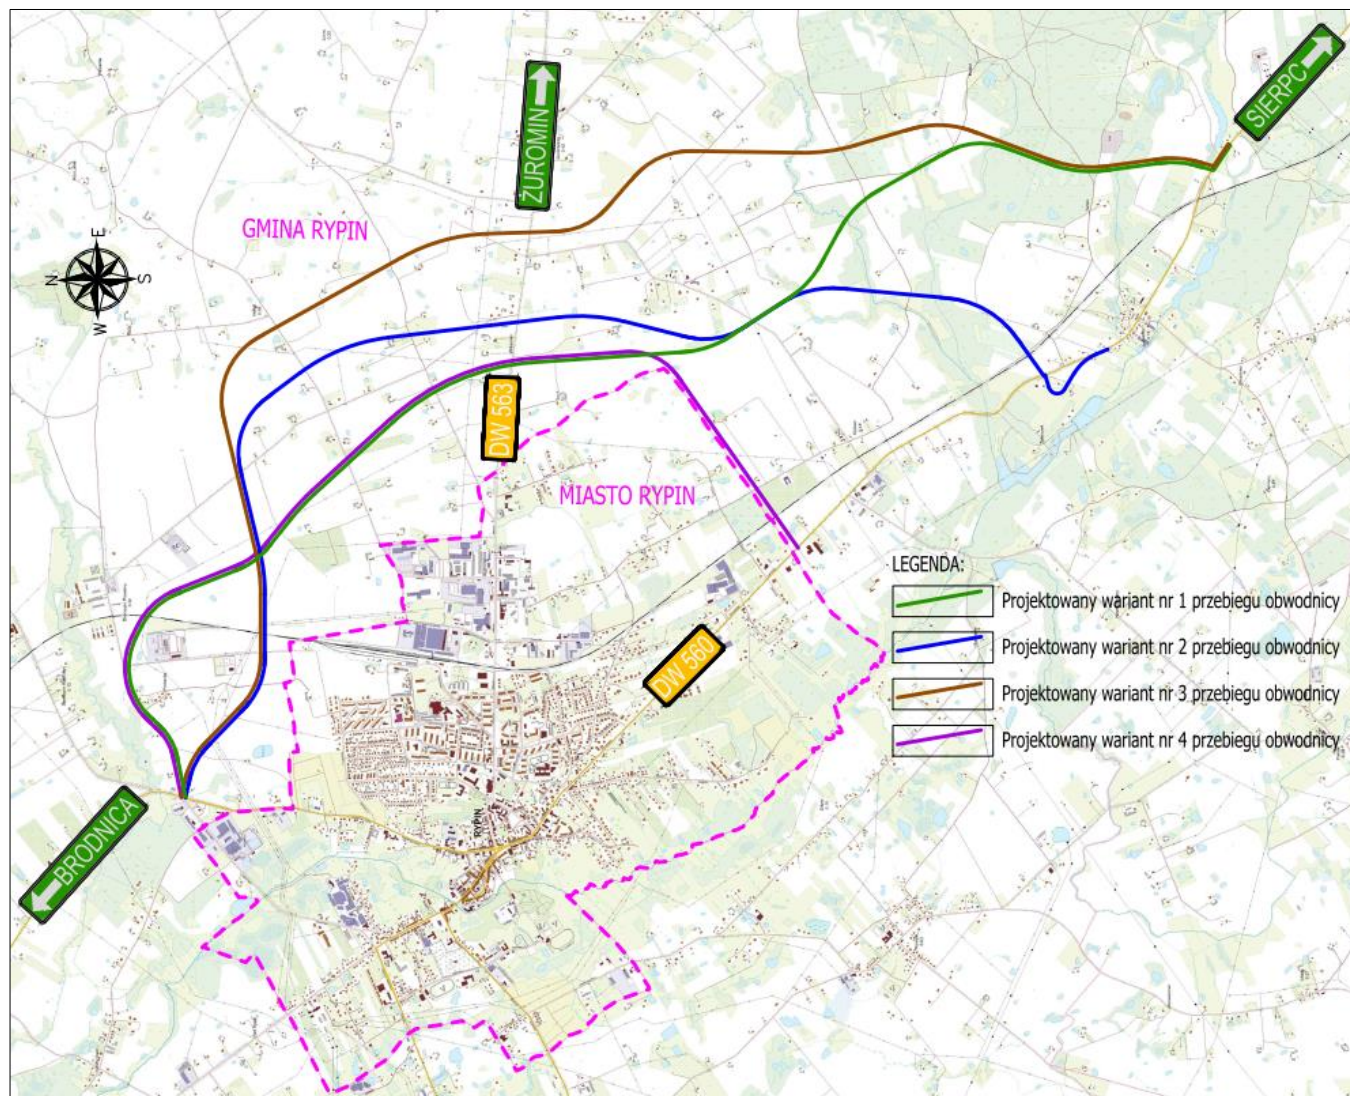 SIERPC
ŻUROMIN
GMINA RYPIN
E
N
S
W
DW 563
MIASTO RYPIN
LEGENDA:
Projektowany wariant nr 1 przebiegu obwodnicy
Projektowany wariant nr 2 przebiegu obwodnicy
DW 560
Projektowany wariant nr 3 przebiegu obwodnicy
Projektowany wariant nr 4 przebiegu obwodnicy
BRODNICA
RYPIN